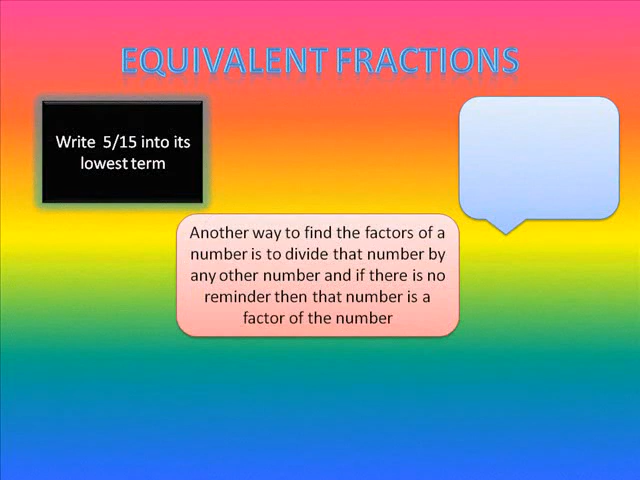 EQUIVALENT FRACTIONS
Write 5/15 into its
lowest term
Another way to find the factors of a
number is to divide that number by
any other number and if there is no
reminder then that number is a
factor of the number